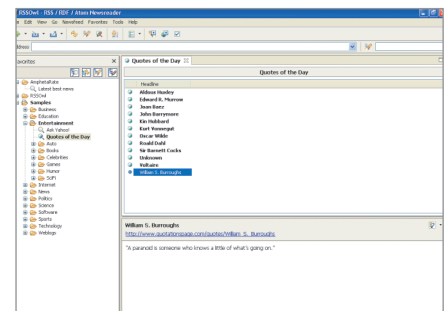 RSSOwl - RSS / RDF / Atom Newsreader
Edit View Go Newsfeed Favorites Tools Help
ddress
avorites
AmphetaRate
Latest best news
RSSOwl
Samples
Business
Education
Entertainment
Ask Yahoo!
Quotes of the Day
Auto
Books
Celebrities
Games
Humor
SciFi
Internet
News
Politics
Science
Software
Sports
Technology
Weblogs
Quotes of the Day
Quotes of the Day
Headline
Aldous Huxley
Edward R. Murrow
Joan Baez
John Barrymore
Kin Hubbard
Kurt Vonnegut
Oscar Wilde
Roald Dahl
Sir Barnett Cocks
Unknown
Voltaire
William S. Burroughs
William S. Burroughs
http://www.quotationspage.com/quotes/William_S._Burroughs
"A paranoid is someone who knows a little of what's going on."